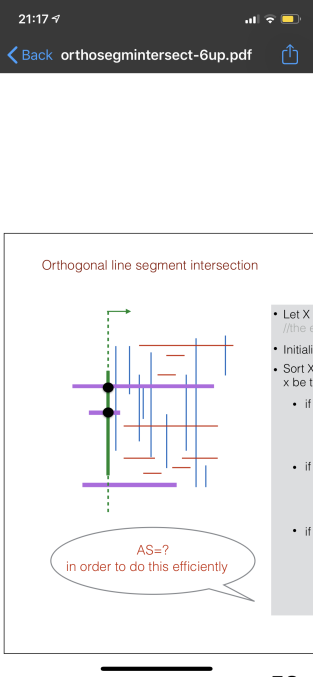 21:17
Back orthosegmintersect-6up.pdf
Orthogonal line segment intersection
• Let X
//the e
• Initiali
• Sort X
x be t
• if
• if
• if
AS=?
in order to do this efficiently